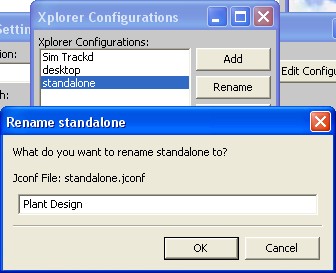 Xplorer Configurations
Settin
Xplorer Configurations:
Sim Trackd
desktop
standalone
Add
Rename
Edit Configu
Rename standalone
What do you want to rename standalone to?
Jconf File: standalone.jconf
Plant Design
OK
Cancel